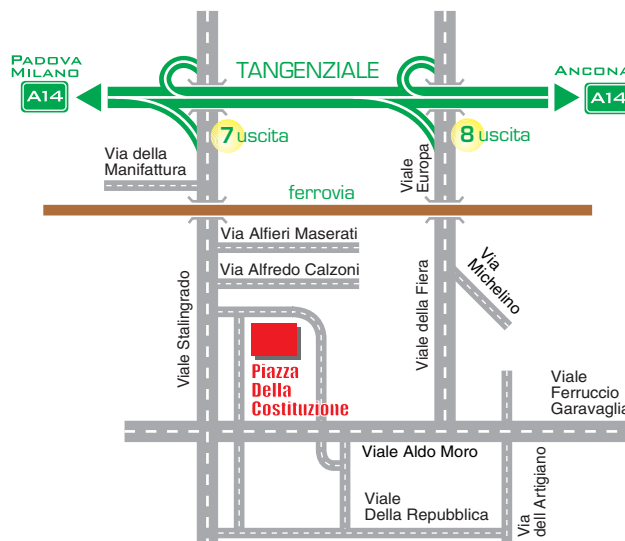 PADOVA
MILANO
A14
TANGENZIALE
ANCONA
A14
7 uscita
8 uscita
Via della
Manifattura
Viale
Europa
ferrovia
Via Alfieri Maserati
Via Alfredo Calzoni
Via
Michelino
Viale Stalingrado
Viale della Fiera
Piazza
Della
Costituzione
Viale
Ferruccio
Garavaglia
Viale Aldo Moro
Viale
Della Repubblica
Via
dell Artigiano